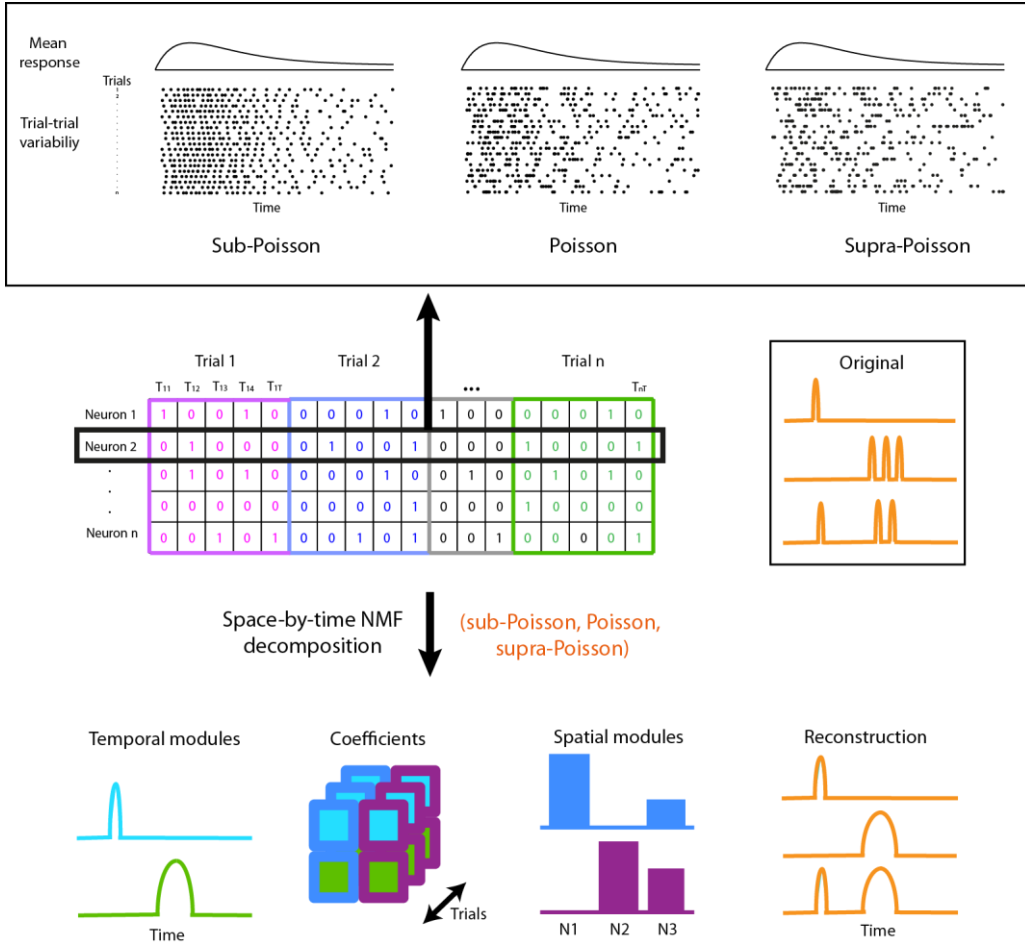 Mean
response
Trials
1
2
Trial-trial
variabiliy
n
Time
Time
Time
Sub-Poisson
Poisson
Supra-Poisson
Trial 1
Trial 2
...
Trial n
T11 T12 T13 T14 T1T
TnT
Neuron 1 1 0 0 1 0 0 0 0 1 0 1 0 0 0 0 0 1 0
Neuron 2 0 1 0 0 0 0 1 0 0 1 0 0 0 1 0 0 0 1
. 0 1 0 1 0 0 0 0 1 0 0 1 0 0 1 0 1 0
. 0 0 0 0 0 0 0 0 0 1 0 0 0 1 0 0 0 0
.
Neuron n 0 0 1 0 1 0 0 1 0 1 0 0 1 0 0 0 0 1
Original
Space-by-time NMF
decomposition
(sub-Poisson, Poisson,
supra-Poisson)
Temporal modules
Coefficients
Spatial modules
Reconstruction
Time
Trials
N1 N2 N3
Time